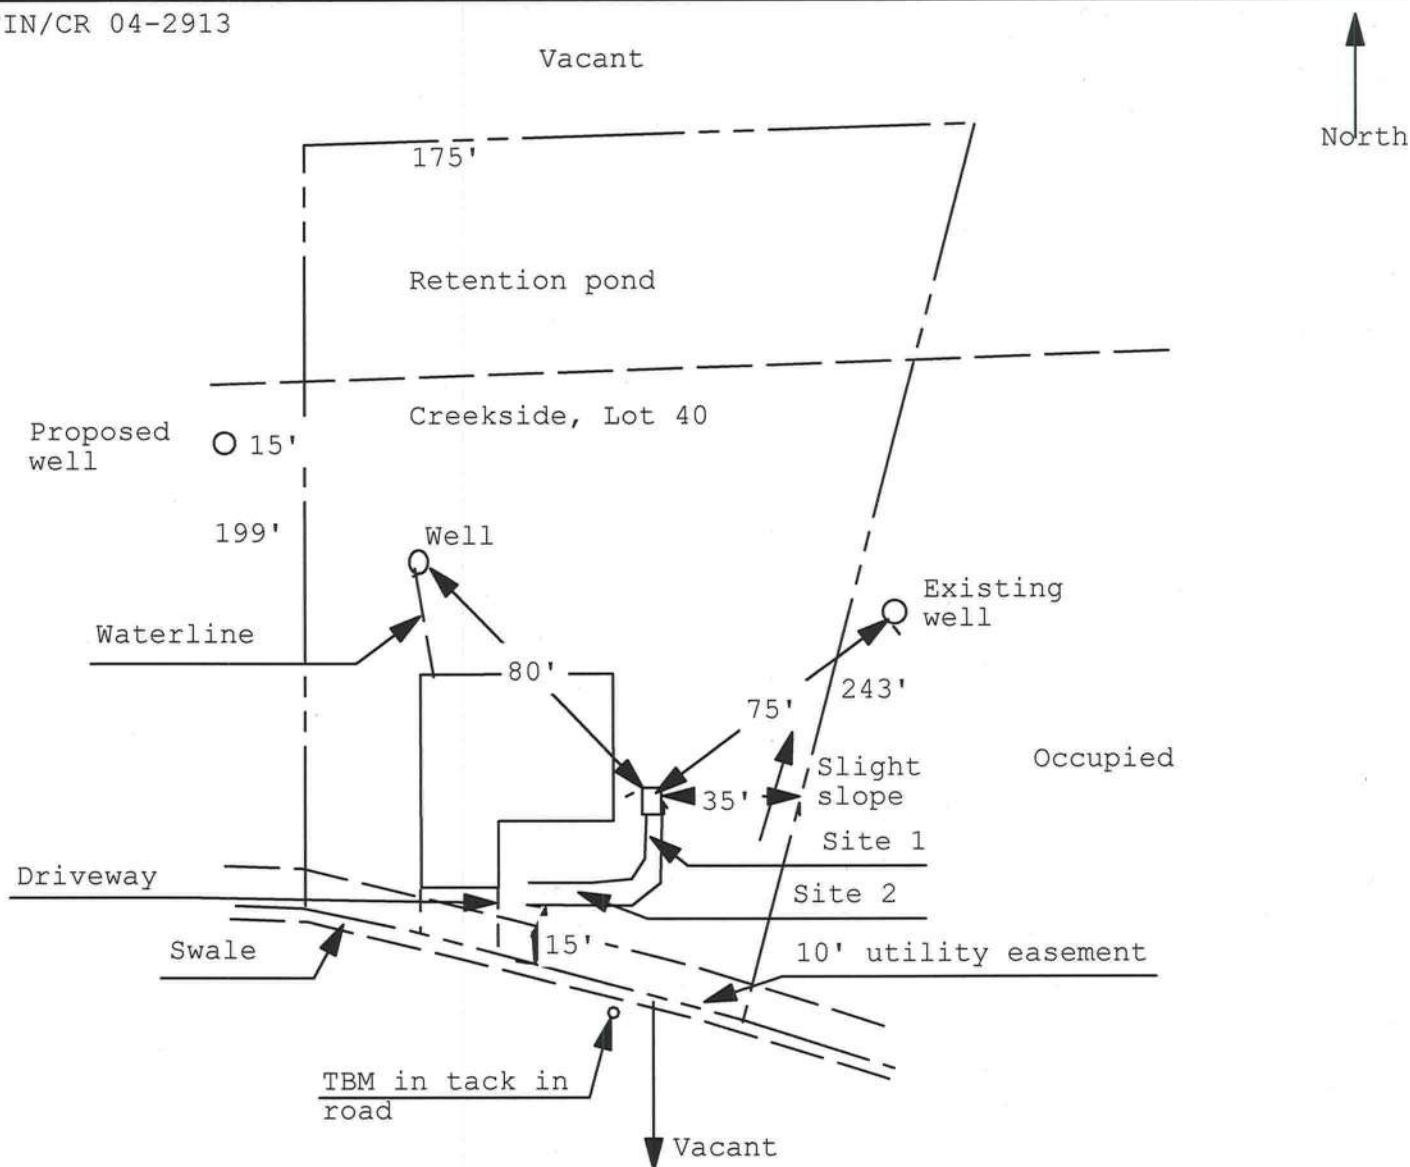 IN/CR 04-2913
Vacant
North
175'
Retention pond
Creekside, Lot 40
Proposed
well
15'
199'
Well
Existing
well
Waterline
80'
243'
75'
Occupied
Slight
slope
35'
Site 1
Driveway
Site 2
15'
Swale
10' utility easement
TBM in tack in
road
Vacant